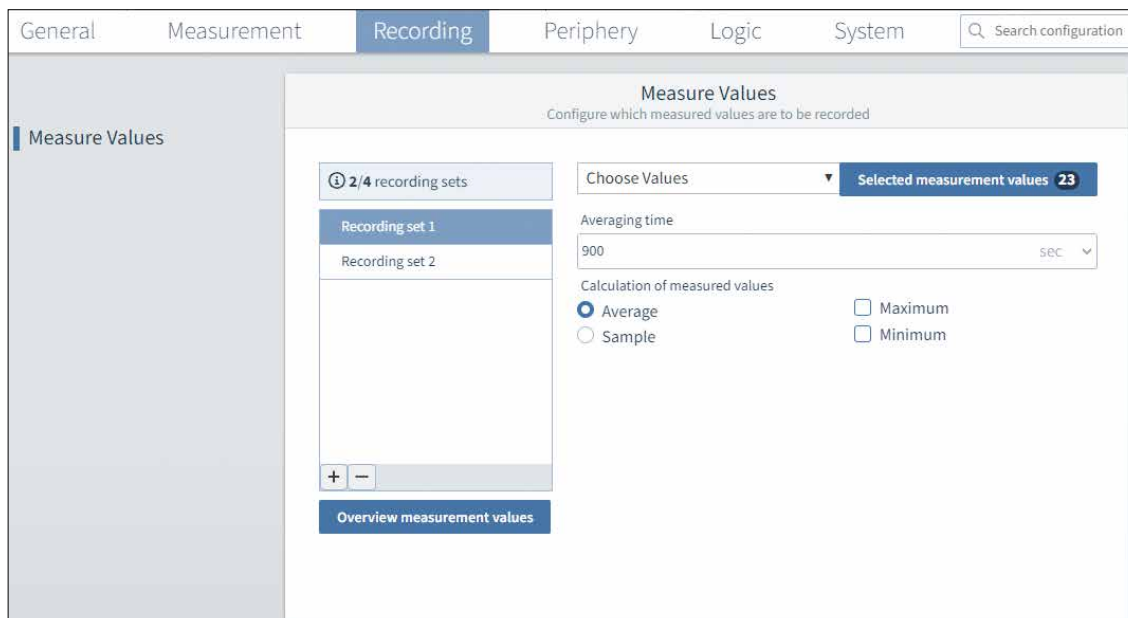 General Measurement Recording Periphery Logic System Search configuration
Measure Values
Configure which measured values are to be recorded
Measure Values
2/4 recording sets
Recording set 1
Recording set 2
+ −
Overview measurement values
Choose Values
Selected measurement values 23
Averaging time
900 sec
Calculation of measured values
Average
Sample
Maximum
Minimum